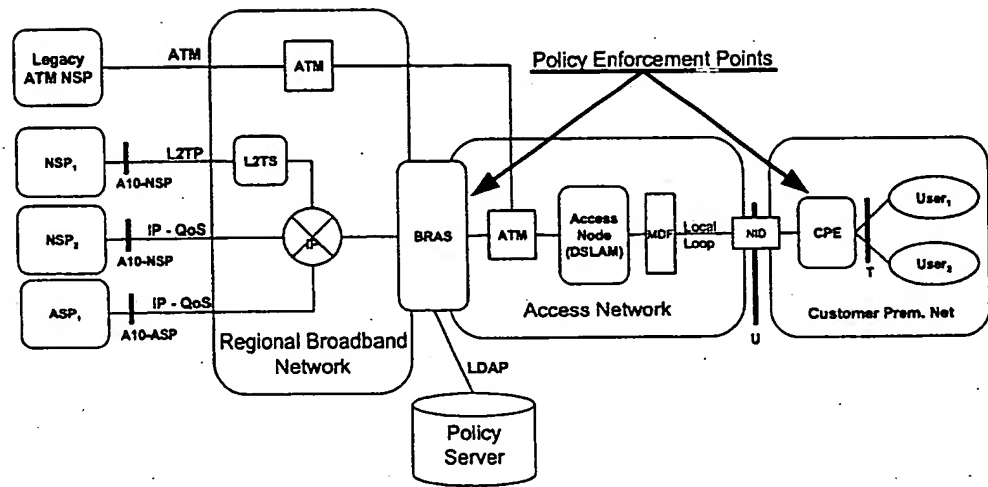 Legacy
ATM NSP
ATM
ATM
Policy Enforcement Points
NSP1
A10-NSP
L2TP
L2TS
NSP2
A10-NSP
IP - QoS
IP
ASP1
A10-ASP
IP - QoS
Regional Broadband
Network
BRAS
ATM
Access
Node
(DSLAM)
MDF
Local
Loop
Access Network
NID
U
CPE
T
User1
User2
Customer Prem. Net
LDAP
Policy
Server